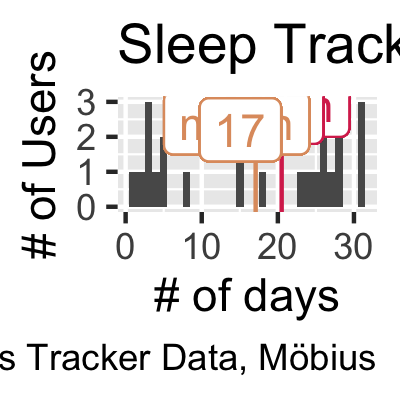 Sleep Track
# of Users
3
2
1
0
17
0 10 20 30
# of days
s Tracker Data, Möbius